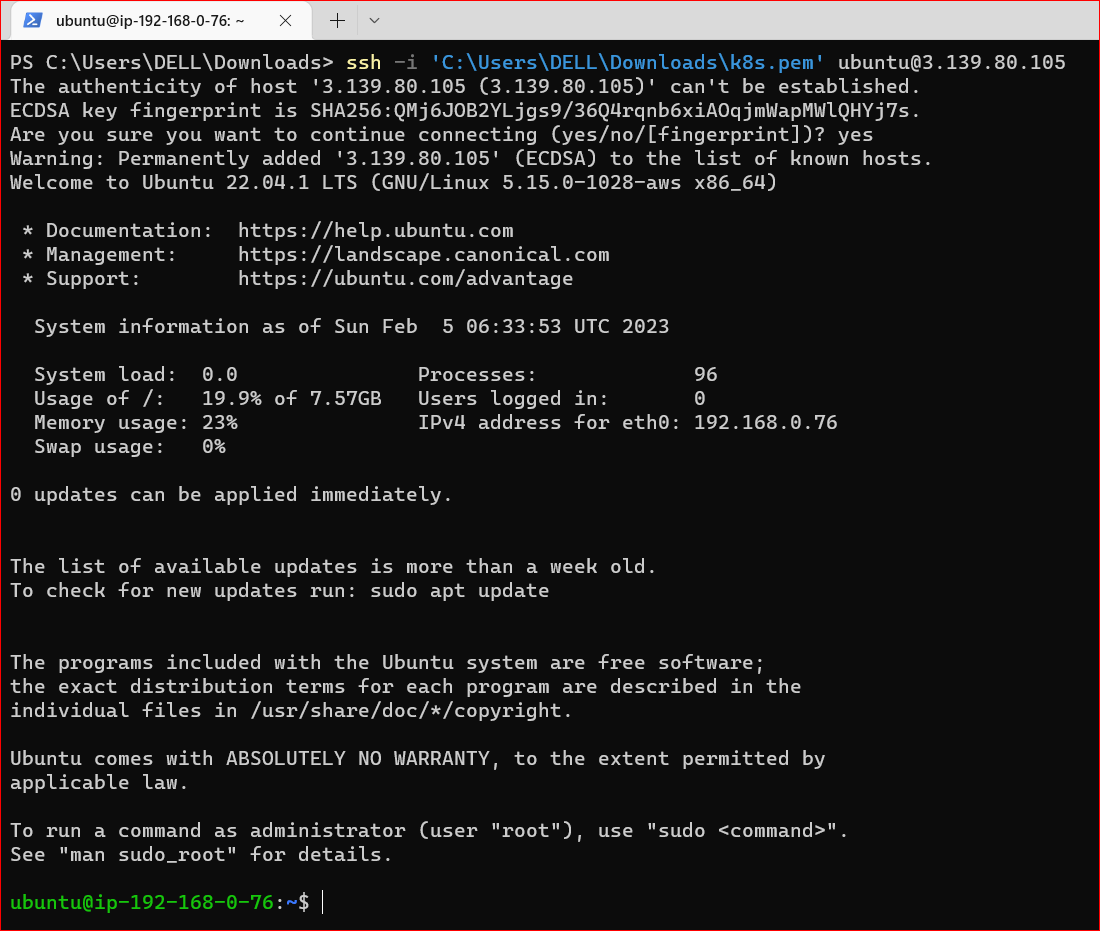 ubuntu@ip-192-168-0-76: ~
PS C:\Users\DELL\Downloads> ssh -i 'C:\Users\DELL\Downloads\k8s.pem' ubuntu@3.139.80.105
The authenticity of host '3.139.80.105 (3.139.80.105)' can't be established.
ECDSA key fingerprint is SHA256:QMj6JOB2YLjgs9/36Q4rqnb6xiAOqjmWapMWlQHYj7s.
Are you sure you want to continue connecting (yes/no/[fingerprint])? yes
Warning: Permanently added '3.139.80.105' (ECDSA) to the list of known hosts.
Welcome to Ubuntu 22.04.1 LTS (GNU/Linux 5.15.0-1028-aws x86_64)

 * Documentation:  https://help.ubuntu.com
 * Management:     https://landscape.canonical.com
 * Support:        https://ubuntu.com/advantage

  System information as of Sun Feb  5 06:33:53 UTC 2023

  System load:  0.0               Processes:             96
  Usage of /:   19.9% of 7.57GB   Users logged in:       0
  Memory usage: 23%               IPv4 address for eth0: 192.168.0.76
  Swap usage:   0%

0 updates can be applied immediately.

The list of available updates is more than a week old.
To check for new updates run: sudo apt update

The programs included with the Ubuntu system are free software;
the exact distribution terms for each program are described in the
individual files in /usr/share/doc/*/copyright.

Ubuntu comes with ABSOLUTELY NO WARRANTY, to the extent permitted by
applicable law.

To run a command as administrator (user "root"), use "sudo <command>".
See "man sudo_root" for details.

ubuntu@ip-192-168-0-76:~$